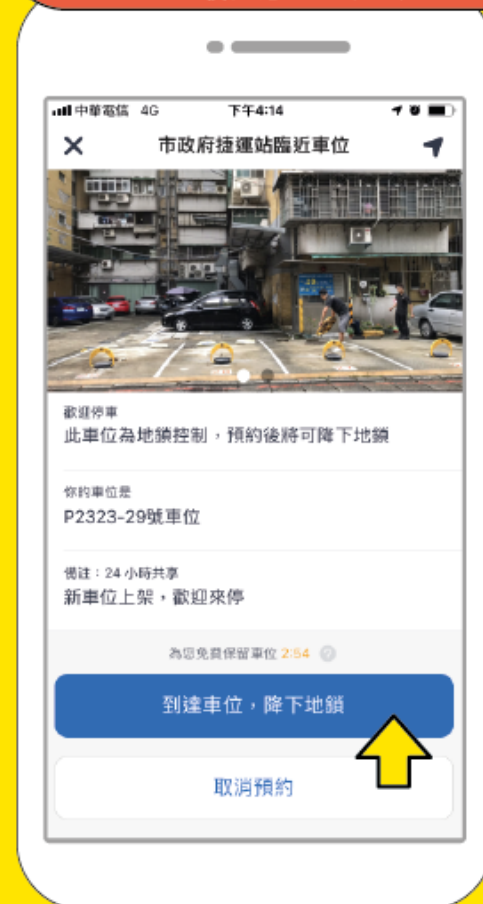 中華電信 4G 下午4:14
市政府捷運站臨近車位
歡迎停車
此車位為地鎖控制，預約後將可降下地鎖
你的車位是
P2323-29號車位
備註：24 小時共享
新車位上架，歡迎來停
為您免費保留車位 2:54 ?
到達車位，降下地鎖
取消預約